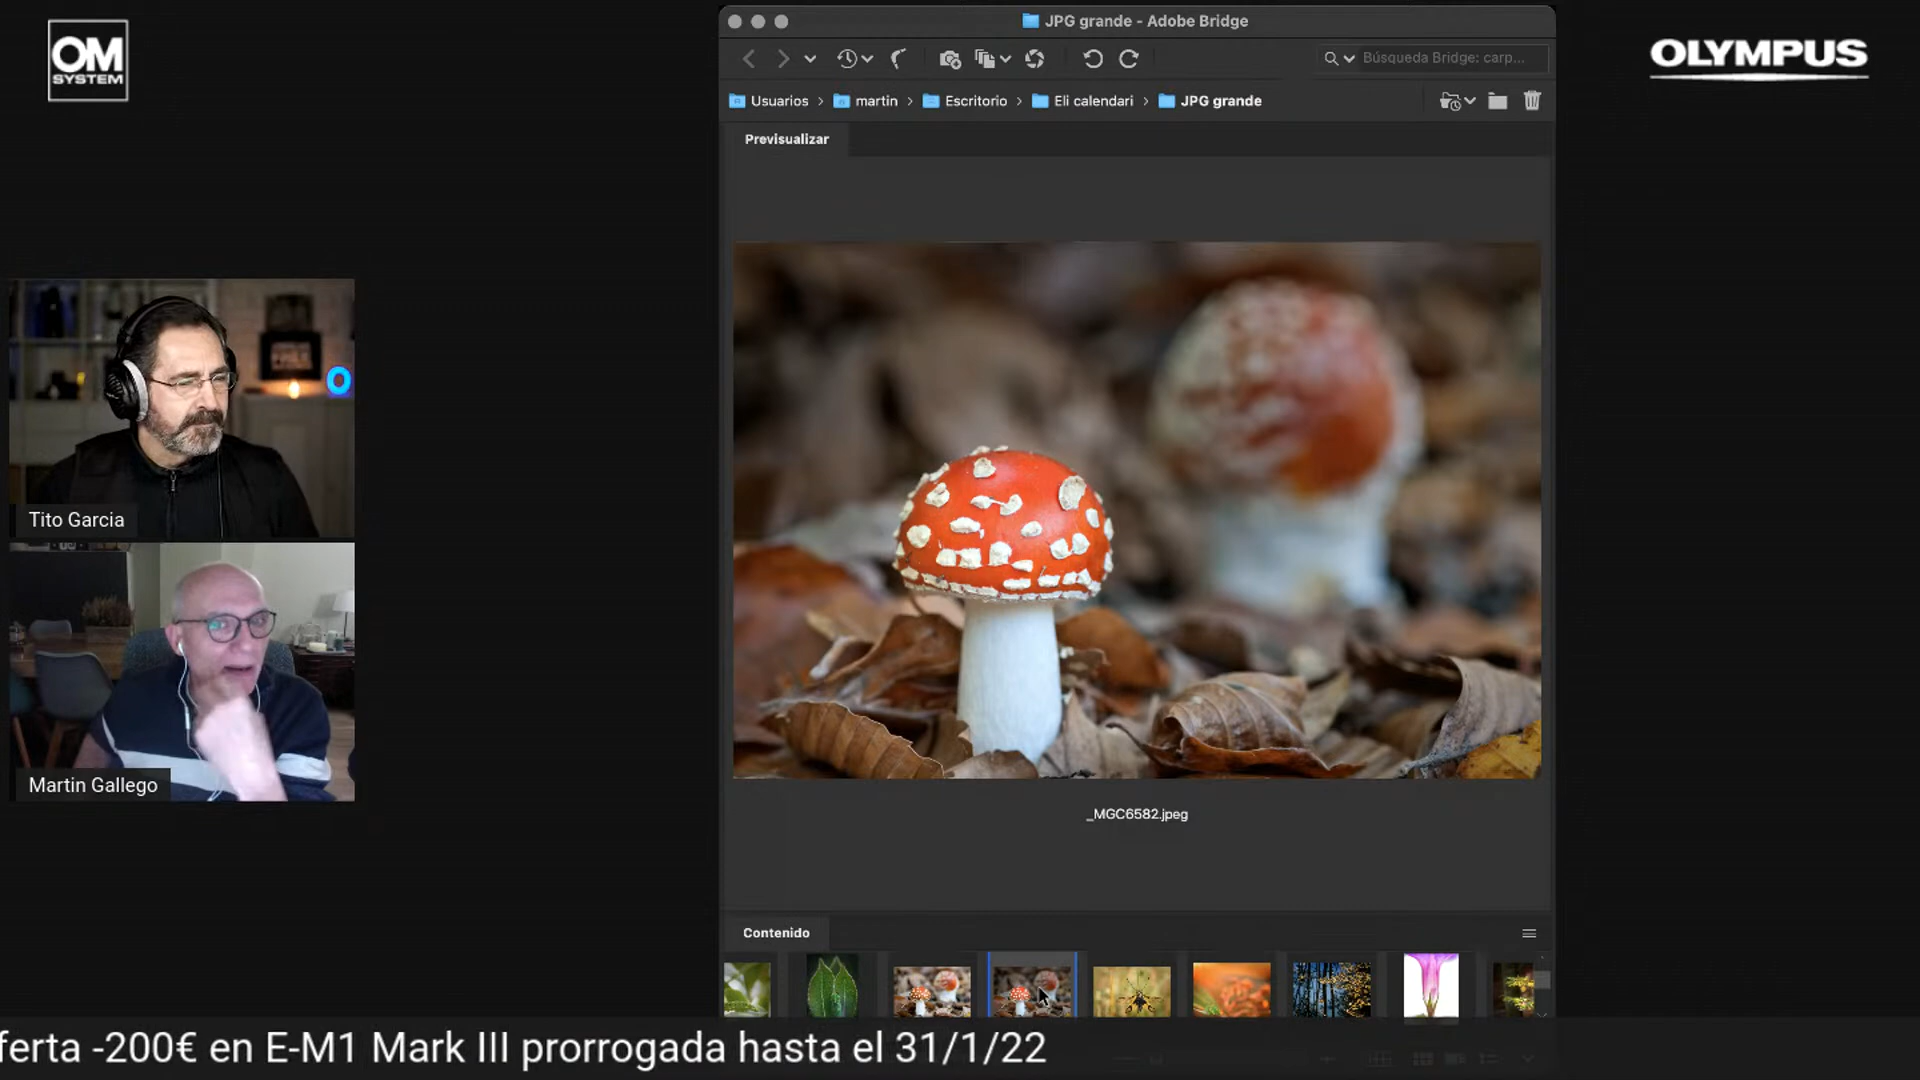 OM
SYSTEM
JPG grande - Adobe Bridge
OLYMPUS
Búsqueda Bridge: carp...
Usuarios > martin > Escritorio > Eli calendari > JPG grande
Previsualizar
Tito Garcia
Martin Gallego
_MGC6582.jpeg
Contenido
ferta -200€ en E-M1 Mark III prorrogada hasta el 31/1/22